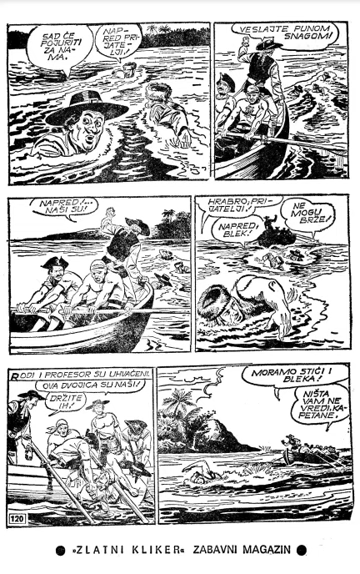 SAD ĆE
POJURITI
ZA NA-
MA.
NAP-
RED PRI-
JATE-
LJI!
VESLAJTE PUNOM
SNAGOM!
NAPRED!...
NAŠI SU!
HRABRO, PRI-
JATELJI!
NAPRED,
BLEK!
NE
MOGU
BRŽE!
RODI I PROFESOR SU UHVAĆENI.
OVA DVOJICA SU NAŠI!
DRŽITE
IH!
MORAMO STIĆI I
BLEKA!
NIŠTA
VAM NE
VREDI, KA-
PETANE.
120
● »ZLATNI KLIKER« ZABAVNI MAGAZIN ●